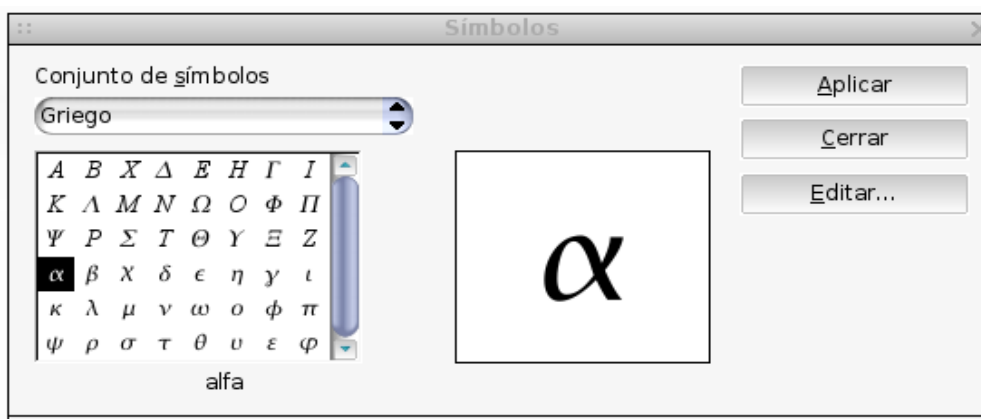 Símbolos
Conjunto de símbolos
Griego
Α Β Χ Δ Ε Η Γ Ι
Κ Λ Μ Ν Ω Ο Φ Π
Ψ Ρ Σ Τ Θ Υ Ξ Ζ
α β χ δ ϵ η γ ι
κ λ μ ν ω ο ϕ π
ψ ρ σ τ θ υ ε φ
alfa
α
Aplicar
Cerrar
Editar...